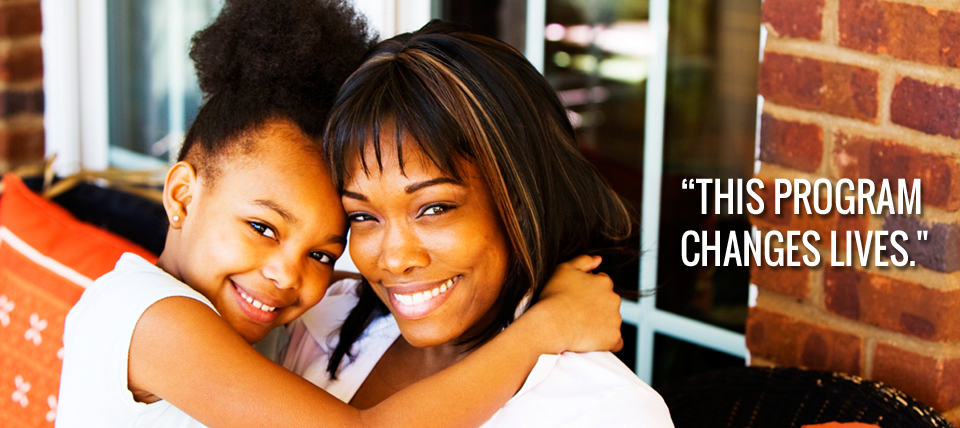 “THIS PROGRAM
CHANGES LIVES."